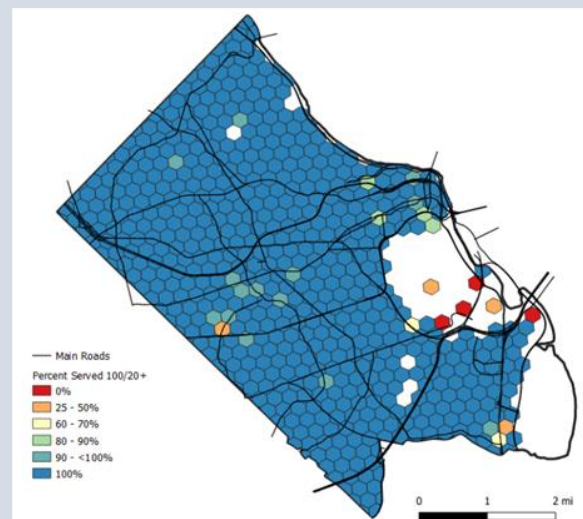 Main Roads
Percent Served 100/20+
0%
25 - 50%
60 - 70%
80 - 90%
90 - <100%
100%
0 1 2 mi